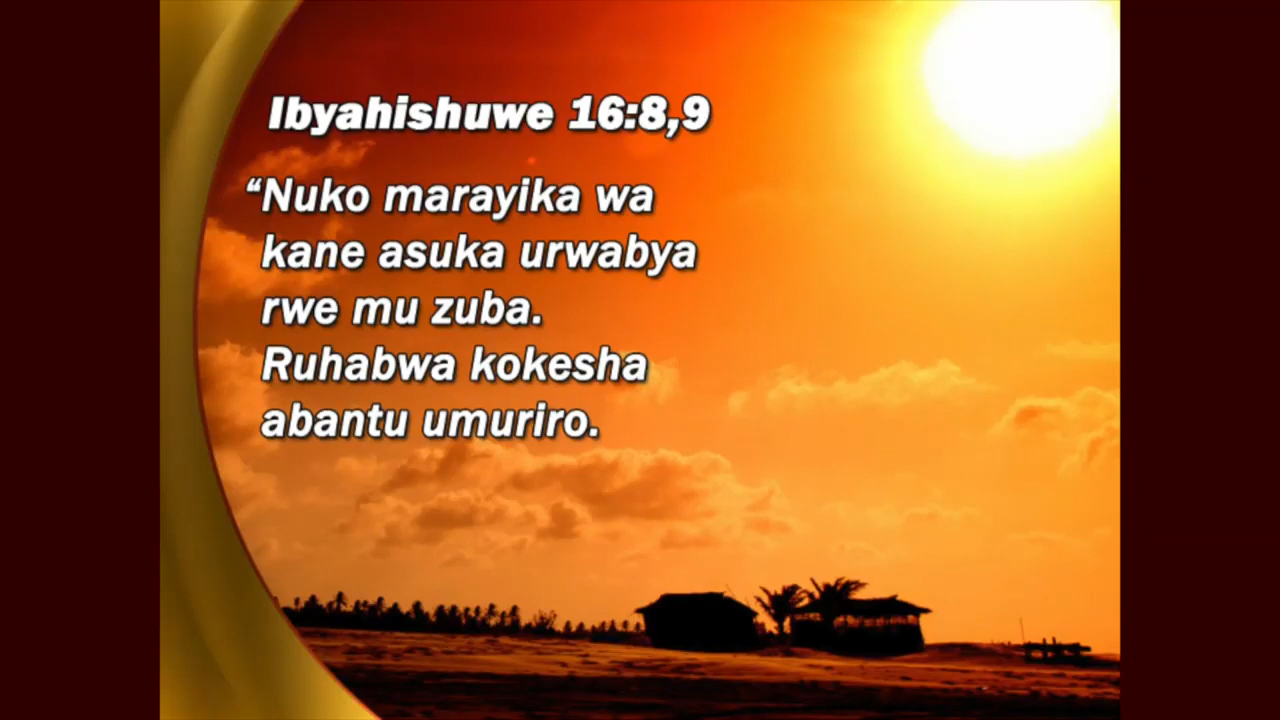 Ibyahishuwe 16:8,9
“Nuko marayika wa
kane asuka urwabya
rwe mu zuba.
Ruhabwa kokesha
abantu umuriro.